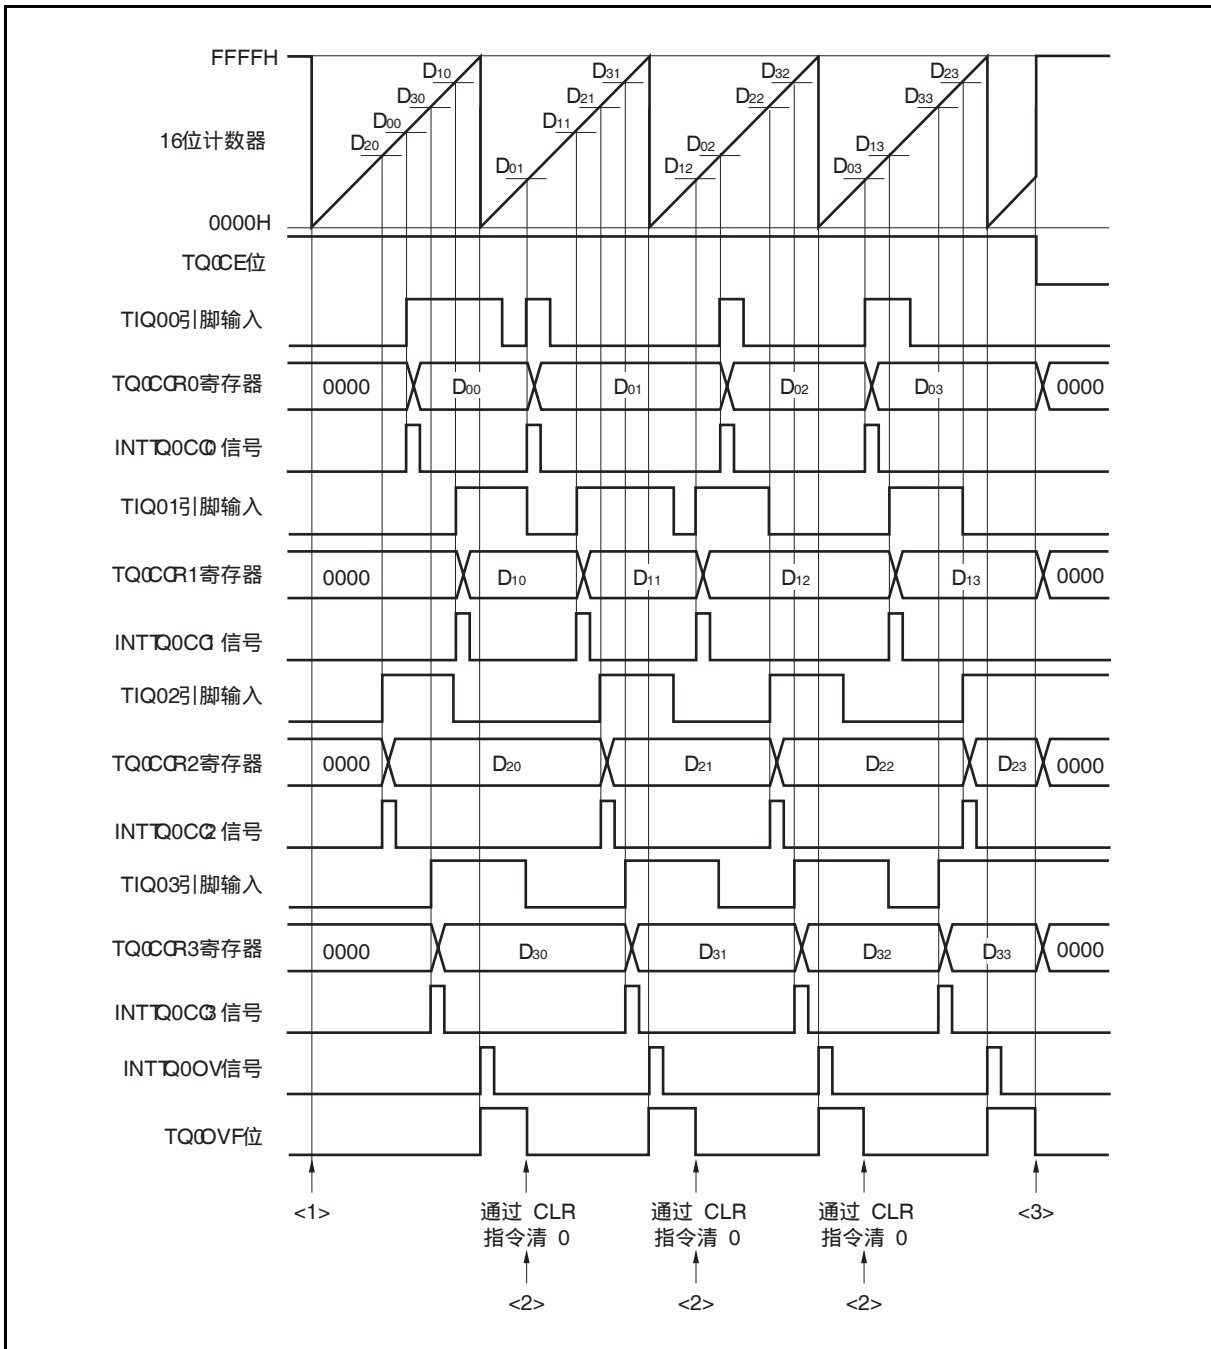 FFFFH
D10 D31 D32 D23
D30 D21 D22 D33
D00 D11 D02 D13
16位计数器
D20 D01 D12 D03
0000H
TQ0CE位
TIQ00引脚输入
TQ0CCR0寄存器 0000 D00 D01 D02 D03 0000
INTTQ0CC0 信号
TIQ01引脚输入
TQ0CCR1寄存器 0000 D10 D11 D12 D13 0000
INTTQ0CC1 信号
TIQ02引脚输入
TQ0CCR2寄存器 0000 D20 D21 D22 D23 0000
INTTQ0CC2 信号
TIQ03引脚输入
TQ0CCR3寄存器 0000 D30 D31 D32 D33 0000
INTTQ0CC3 信号
INTTQ0OV信号
TQ0OVF位
<1> 通过 CLR 通过 CLR 通过 CLR <3>
指令清 0 指令清 0 指令清 0
<2> <2> <2>